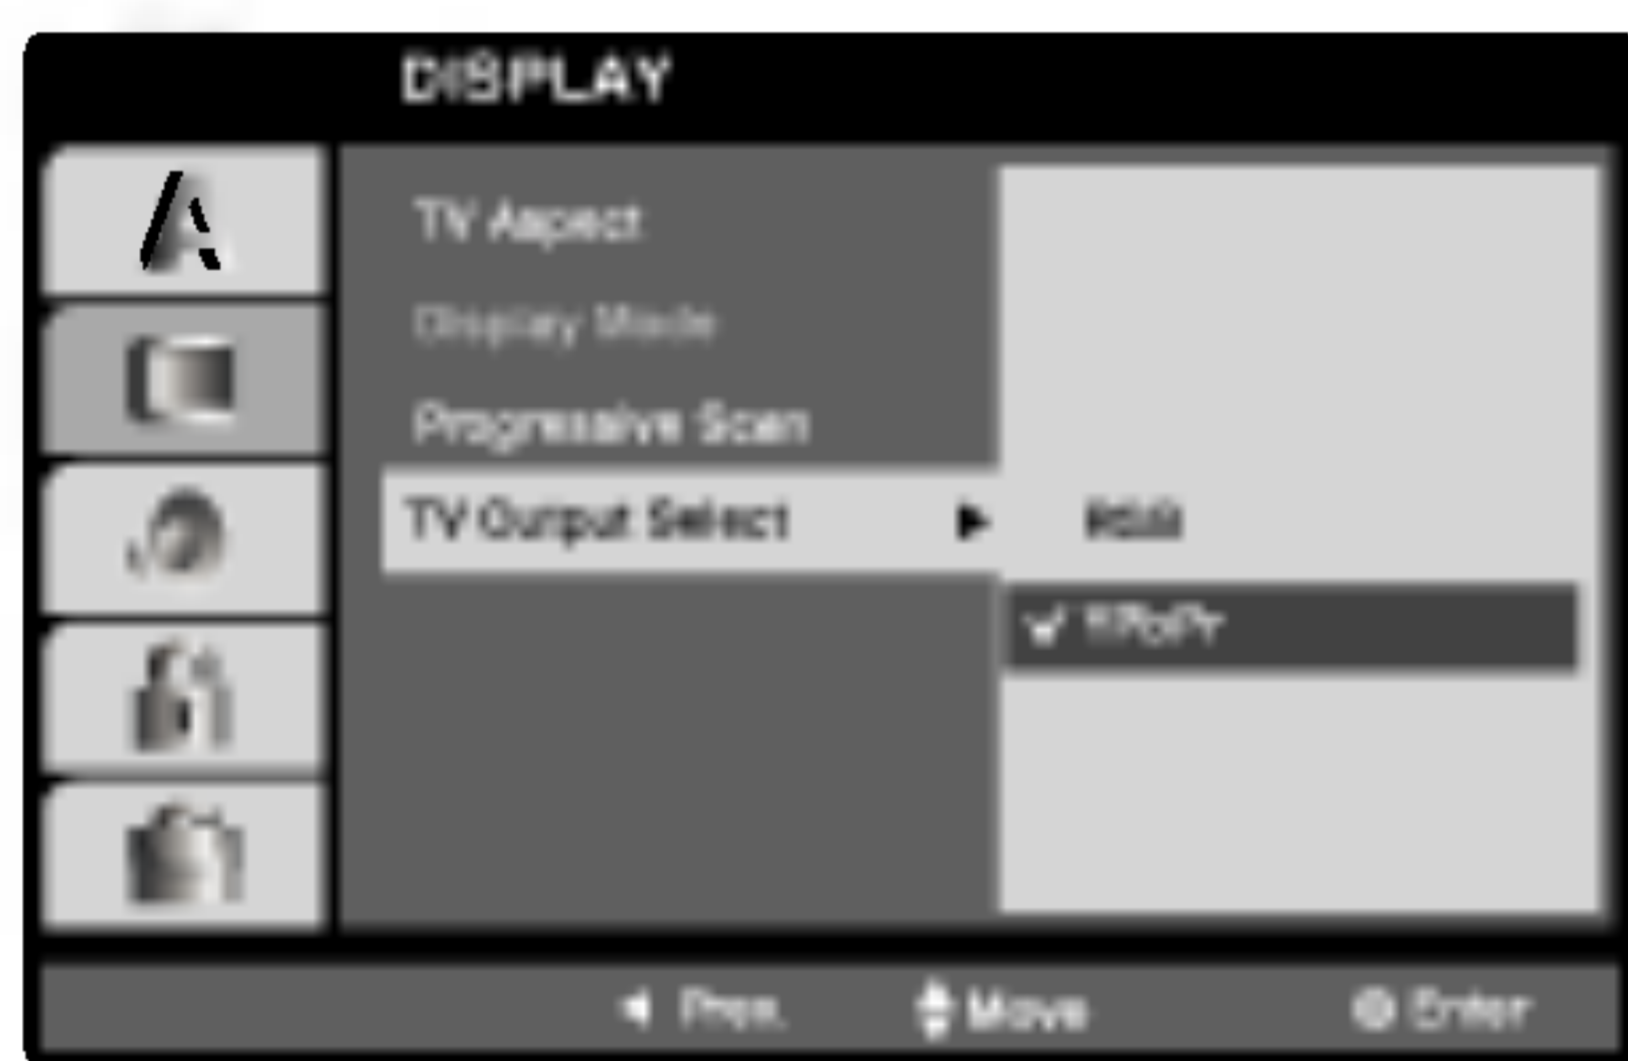 DISPLAY
TV Aspect
Display Mode
Progressive Scan
TV Output Select
RGB
YPbPr
Prev. Move Enter